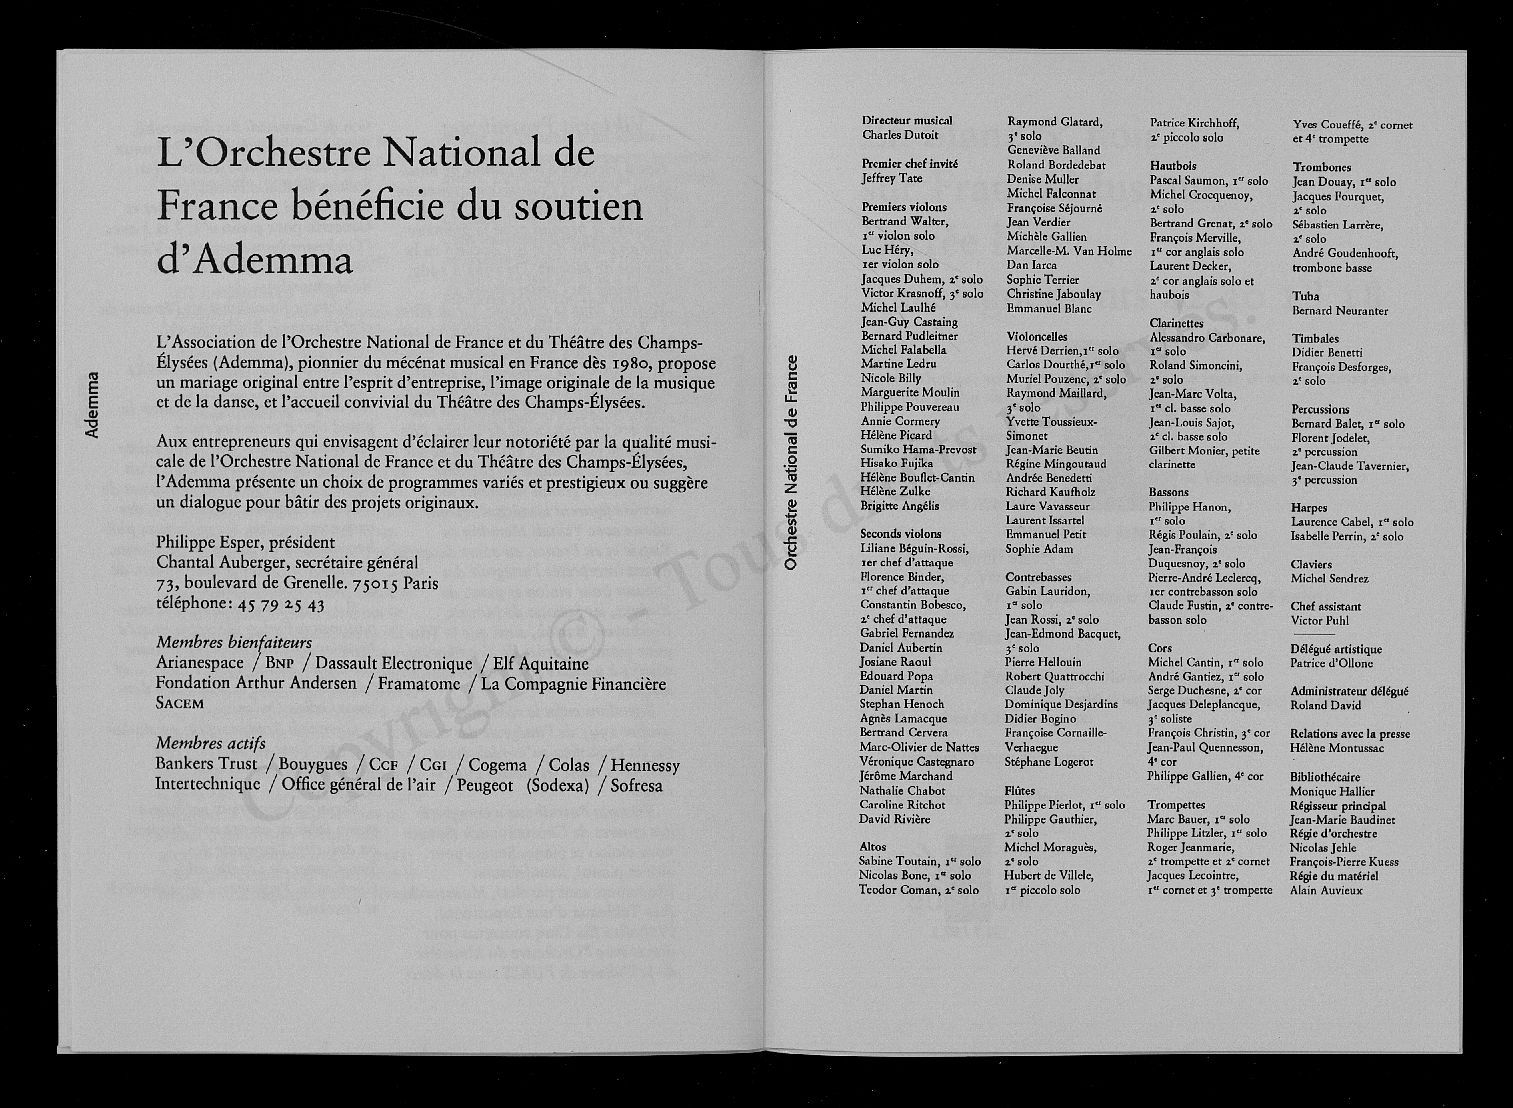 Ademma
L'Orchestre National de
France bénéficie du soutien
d'Ademma
L'Association de l'Orchestre National de France et du Théâtre des Champs-
Élysées (Ademma), pionnier du mécénat musical en France dès 1980, propose
un mariage original entre l'esprit d'entreprise, l'image originale de la musique
et de la danse, et l'accueil convivial du Théâtre des Champs-Élysées.
Aux entrepreneurs qui envisagent d'éclairer leur notoriété par la qualité musi-
cale de l'Orchestre National de France et du Théâtre des Champs-Élysées,
l'Ademma présente un choix de programmes variés et prestigieux ou suggère
un dialogue pour bâtir des projets originaux.
Philippe Esper, président
Chantal Auberger, secrétaire général
73, boulevard de Grenelle. 75015 Paris
téléphone: 45 79 25 43
Membres bienfaiteurs
Arianespace / BNP / Dassault Electronique / Elf Aquitaine
Fondation Arthur Andersen / Framatome / La Compagnie Financière
SACEM
Membres actifs
Bankers Trust / Bouygues / CCF / CGI / Cogema / Colas / Hennessy
Intertechnique / Office général de l'air / Peugeot (Sodexa) / Sofresa
Orchestre National de France
Directeur musical
Charles Dutoit
Premier chef invité
Jeffrey Tate
Premiers violons
Bertrand Walter,
1er violon solo
Luc Héry,
1er violon solo
Jacques Duhem, 2e solo
Victor Krasnoff, 3e solo
Michel Laulhé
Jean-Guy Castaing
Bernard Pudleitner
Michel Falabella
Martine Ledru
Nicole Billy
Marguerite Moulin
Philippe Pouvereau
Annie Cormery
Hélène Picard
Sumiko Hama-Prevost
Hisako Fujika
Hélène Bouflet-Cantin
Hélène Zulke
Brigitte Angélis
Seconds violons
Liliane Béguin-Rossi,
1er chef d'attaque
Florence Binder,
1er chef d'attaque
Constantin Bobesco,
2e chef d'attaque
Gabriel Fernandez
Daniel Aubertin
Josiane Raoul
Edouard Popa
Daniel Martin
Stephan Henoch
Agnès Lamacque
Bertrand Cervera
Marc-Olivier de Nattes
Véronique Castegnaro
Jérôme Marchand
Nathalie Chabot
Caroline Ritchot
David Rivière
Altos
Sabine Toutain, 1er solo
Nicolas Bone, 1er solo
Teodor Coman, 2e solo
Raymond Glatard,
3e solo
Geneviève Balland
Roland Bordedebat
Denise Muller
Michel Falconnat
Françoise Séjourné
Jean Verdier
Michèle Gallien
Marcelle-M. Van Holme
Dan Iarca
Sophie Terrier
Christine Jaboulay
Emmanuel Blanc
Violoncelles
Hervé Derrien, 1er solo
Carlos Dourthé, 1er solo
Muriel Pouzenc, 2e solo
Raymond Maillard,
3e solo
Yvette Toussieux-
Simonet
Jean-Marie Beutin
Régine Mingoutaud
Andrée Benedetti
Richard Kaufholz
Laure Vavasseur
Laurent Issartel
Emmanuel Petit
Sophie Adam
Contrebasses
Gabin Lauridon,
1er solo
Jean Rossi, 2e solo
Jean-Edmond Bacquet,
3e solo
Pierre Hellouin
Robert Quattrocchi
Claude Joly
Dominique Desjardins
Didier Bogino
Françoise Cornaille-
Verhaegue
Stéphane Logerot
Flûtes
Philippe Pierlot, 1er solo
Philippe Gauthier,
2e solo
Michel Moraguès,
2e solo
Hubert de Villele,
1er piccolo solo
Patrice Kirchhoff,
2e piccolo solo
Hautbois
Pascal Saumon, 1er solo
Michel Crocquenoy,
2e solo
Bertrand Grenat, 2e solo
François Merville,
1er cor anglais solo
Laurent Decker,
2e cor anglais solo et
haubois
Clarinettes
Alessandro Carbonare,
1er solo
Roland Simoncini,
2e solo
Jean-Marc Volta,
1er cl. basse solo
Jean-Louis Sajot,
2e cl. basse solo
Gilbert Monier, petite
clarinette
Bassons
Philippe Hanon,
1er solo
Régis Poulain, 2e solo
Jean-François
Duquesnoy, 2e solo
Pierre-André Leclercq,
1er contrebasson solo
Claude Fustin, 2e contre-
basson solo
Cors
Michel Cantin, 1er solo
André Gantiez, 1er solo
Serge Duchesne, 2e cor
Jacques Deleplancque,
3e soliste
François Christin, 3e cor
Jean-Paul Quennesson,
4e cor
Philippe Gallien, 4e cor
Trompettes
Marc Bauer, 1er solo
Philippe Litzler, 1er solo
Roger Jeanmarie,
2e trompette et 2e cornet
Jacques Lecointre,
1er cornet et 3e trompette
Yves Coueffé, 2e cornet
et 4e trompette
Trombones
Jean Douay, 1er solo
Jacques Fourquet,
2e solo
Sébastien Larrère,
2e solo
André Goudenhooft,
trombone basse
Tuba
Bernard Neuranter
Timbales
Didier Benetti
François Desforges,
2e solo
Percussions
Bernard Balet, 1er solo
Florent Jodelet,
2e percussion
Jean-Claude Tavernier,
3e percussion
Harpes
Laurence Cabel, 1er solo
Isabelle Perrin, 2e solo
Claviers
Michel Sendrez
Chef assistant
Victor Puhl
Délégué artistique
Patrice d'Ollone
Administrateur délégué
Roland David
Relations avec la presse
Hélène Montussac
Bibliothécaire
Monique Hallier
Régisseur principal
Jean-Marie Baudinet
Régie d'orchestre
Nicolas Jehle
François-Pierre Kuess
Régie du matériel
Alain Auvieux
Copyright © - Tous droits réservés.